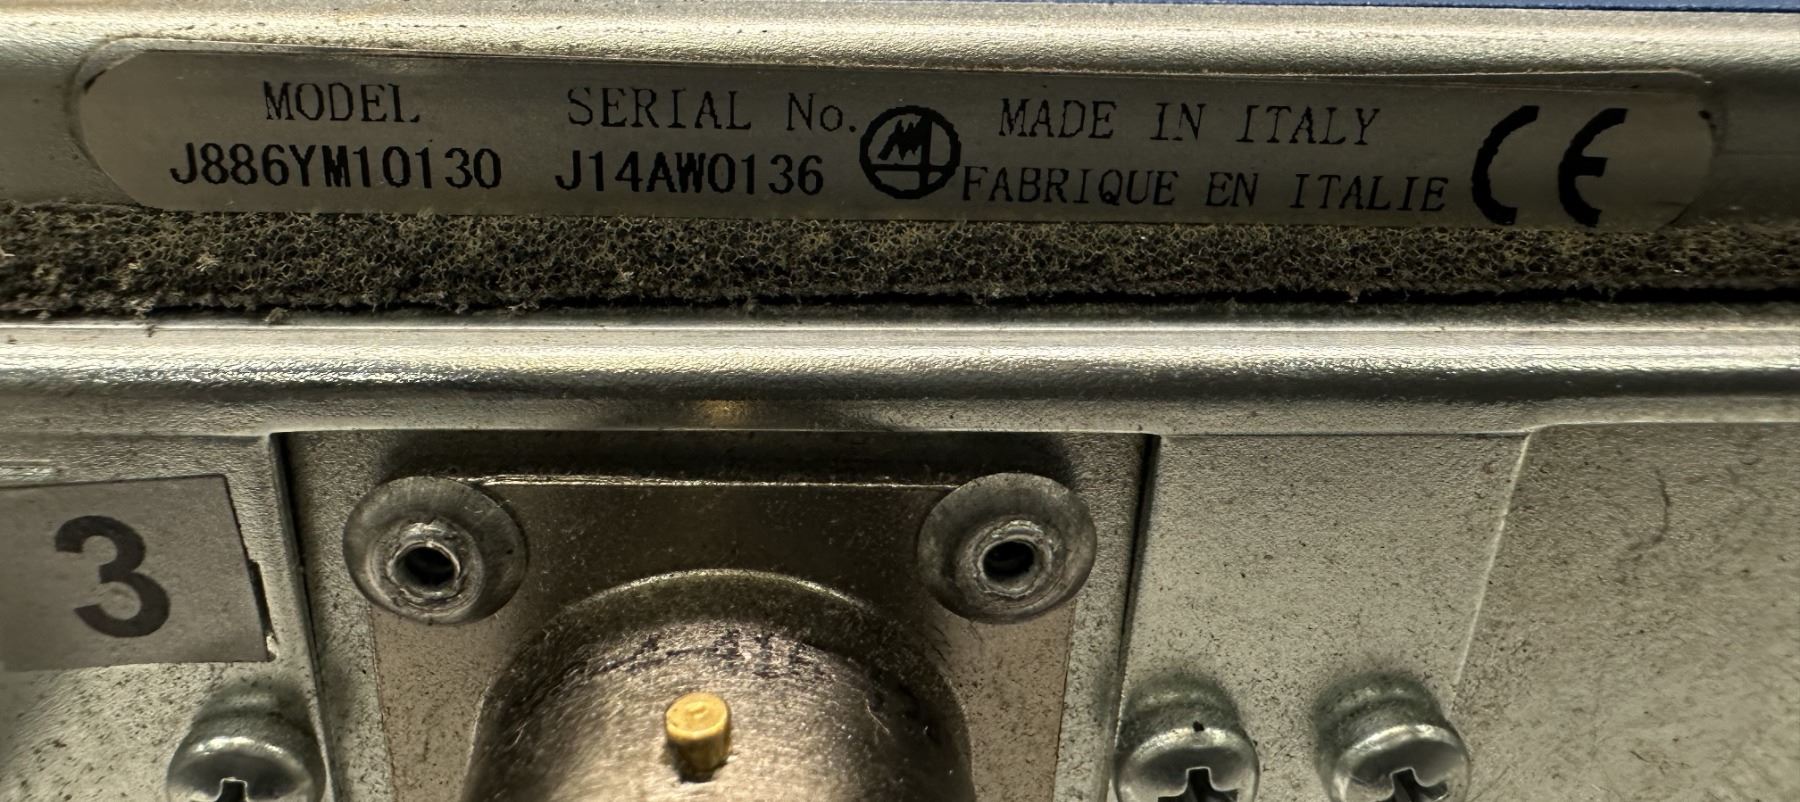 MODEL SERIAL No. MADE IN ITALY
J886YM10130 J14AW0136 FABRIQUE EN ITALIE CE
3